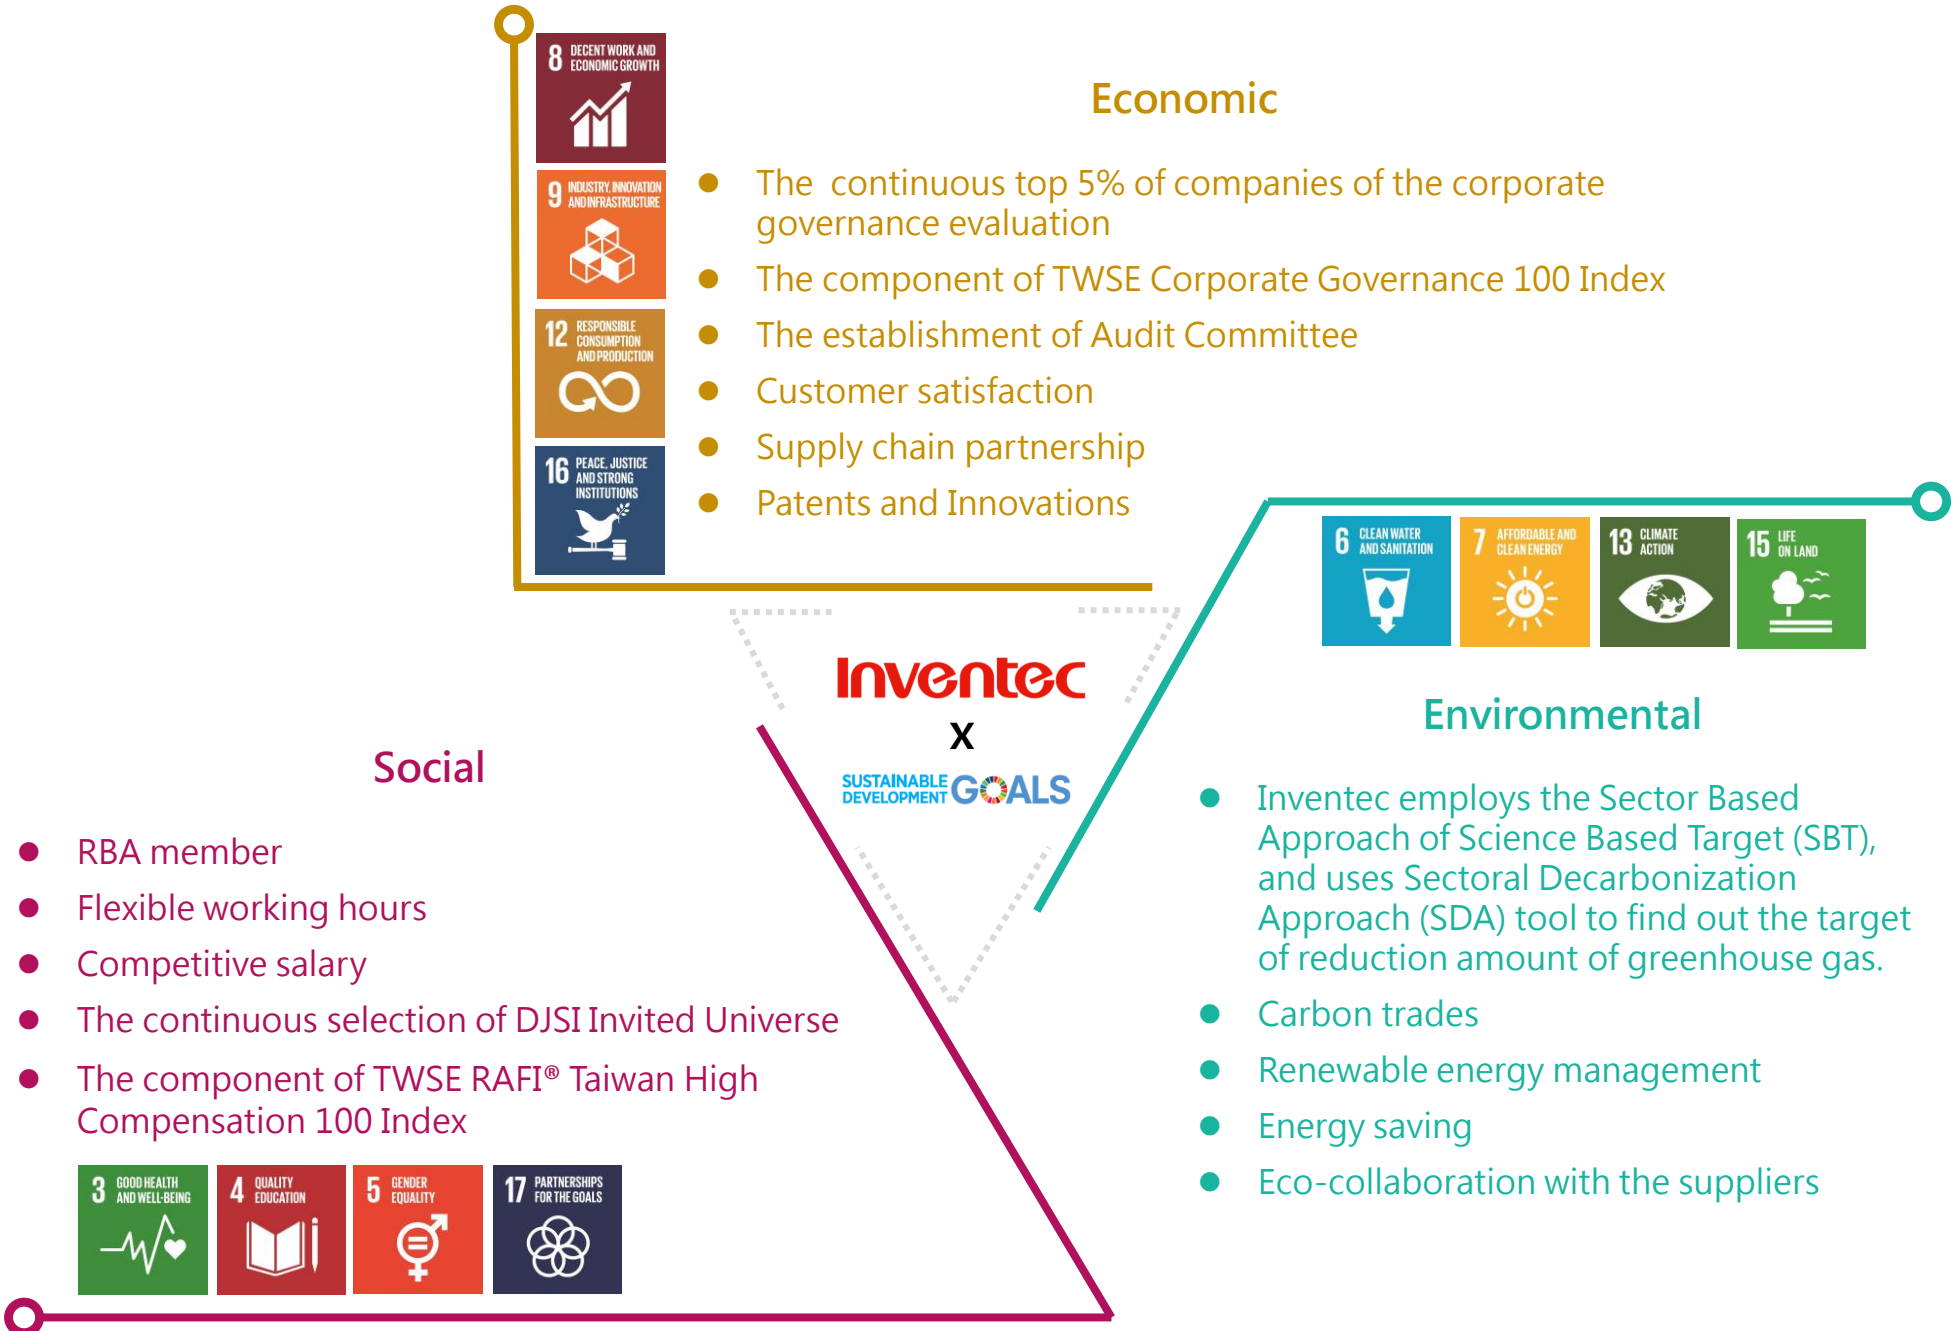 8 DECENT WORK AND
ECONOMIC GROWTH
9 INDUSTRY, INNOVATION
AND INFRASTRUCTURE
12 RESPONSIBLE
CONSUMPTION
AND PRODUCTION
16 PEACE, JUSTICE
AND STRONG
INSTITUTIONS
Economic
● The continuous top 5% of companies of the corporate
governance evaluation
● The component of TWSE Corporate Governance 100 Index
● The establishment of Audit Committee
● Customer satisfaction
● Supply chain partnership
● Patents and Innovations
Inventec
X
SUSTAINABLE
DEVELOPMENT GOALS
6 CLEAN WATER
AND SANITATION
7 AFFORDABLE AND
CLEAN ENERGY
13 CLIMATE
ACTION
15 LIFE
ON LAND
Environmental
● Inventec employs the Sector Based
Approach of Science Based Target (SBT),
and uses Sectoral Decarbonization
Approach (SDA) tool to find out the target
of reduction amount of greenhouse gas.
● Carbon trades
● Renewable energy management
● Energy saving
● Eco-collaboration with the suppliers
Social
● RBA member
● Flexible working hours
● Competitive salary
● The continuous selection of DJSI Invited Universe
● The component of TWSE RAFI® Taiwan High
Compensation 100 Index
3 GOOD HEALTH
AND WELL-BEING
4 QUALITY
EDUCATION
5 GENDER
EQUALITY
17 PARTNERSHIPS
FOR THE GOALS